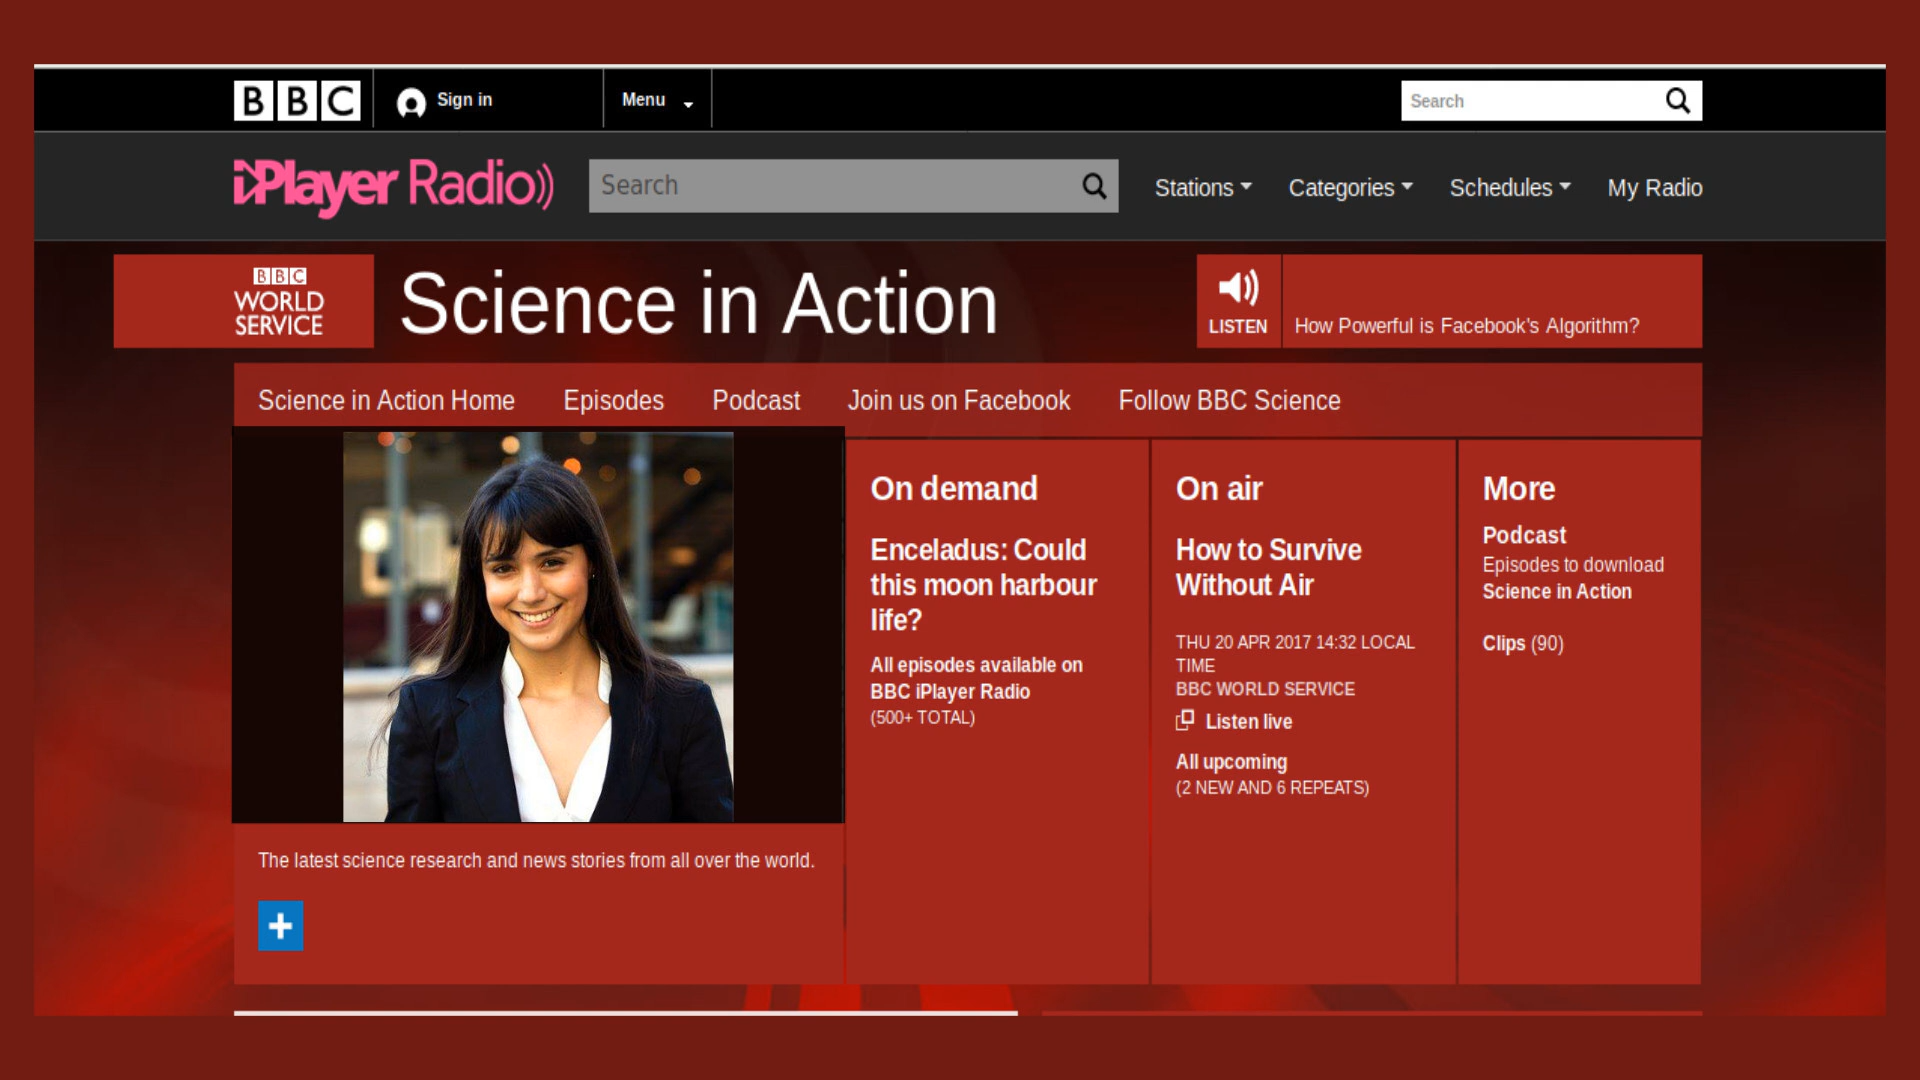 BBC
Sign in
Menu
Search
iPlayer Radio
Search
Stations
Categories
Schedules
My Radio
BBC
WORLD
SERVICE
Science in Action
LISTEN
How Powerful is Facebook's Algorithm?
Science in Action Home
Episodes
Podcast
Join us on Facebook
Follow BBC Science
The latest science research and news stories from all over the world.
On demand
Enceladus: Could
this moon harbour
life?
All episodes available on
BBC iPlayer Radio
(500+ TOTAL)
On air
How to Survive
Without Air
THU 20 APR 2017 14:32 LOCAL
TIME
BBC WORLD SERVICE
Listen live
All upcoming
(2 NEW AND 6 REPEATS)
More
Podcast
Episodes to download
Science in Action
Clips (90)